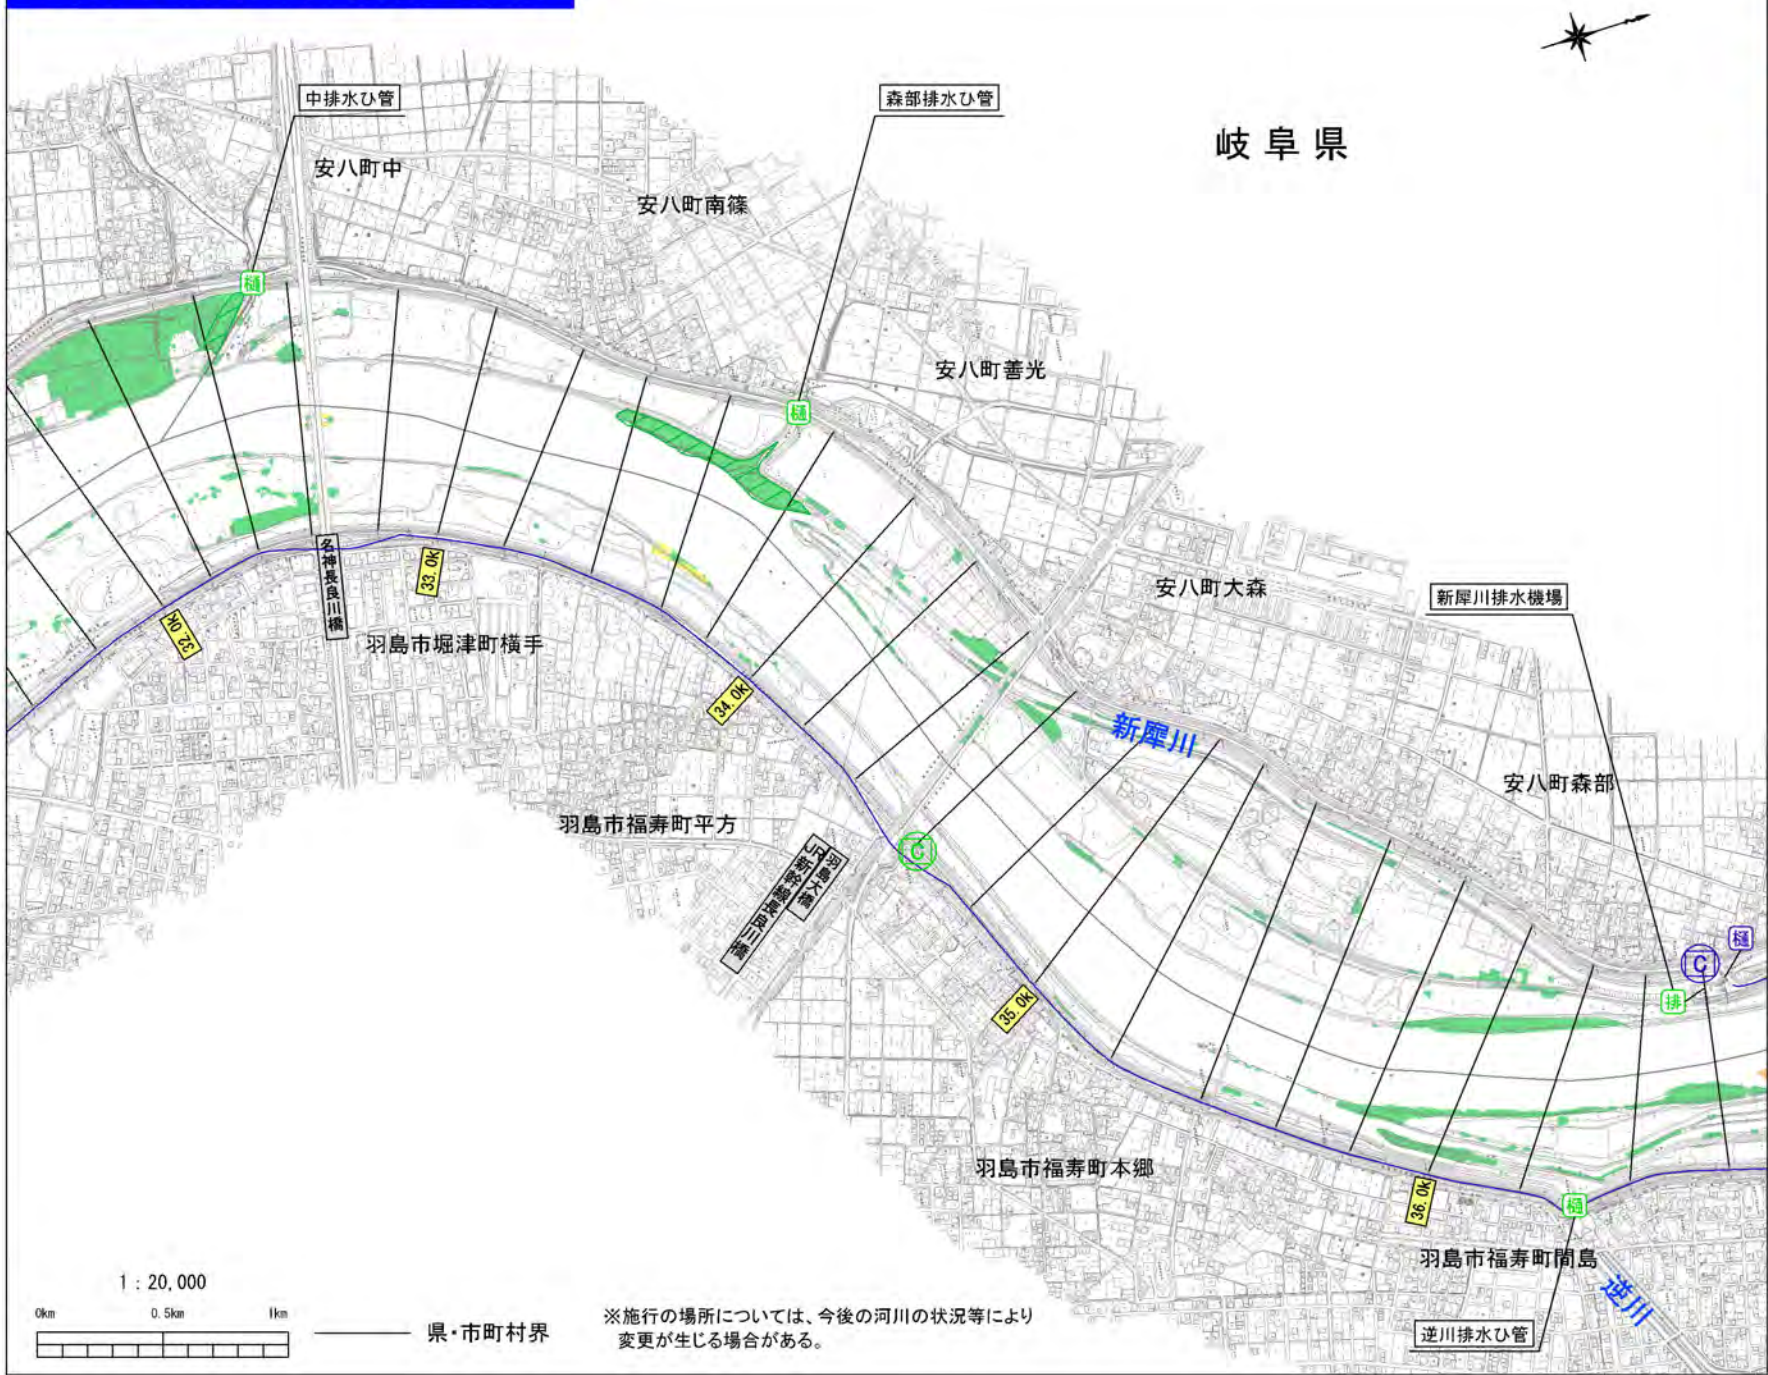 岐阜県
中排水ひ管
森部排水ひ管
安八町中
安八町南篠
樋
安八町善光
樋
名神長良川橋
33.0K
32.0K
安八町大森
新犀川排水機場
羽島市堀津町横手
34.0K
新犀川
安八町森部
羽島市福寿町平方
C
羽島大橋
JR新幹線長良川橋
樋
C
排
35.0K
羽島市福寿町本郷
36.0K
樋
羽島市福寿町間島
逆川
逆川排水ひ管
1:20,000
0km 0.5km 1km
県・市町村界
※施行の場所については、今後の河川の状況等により
変更が生じる場合がある。